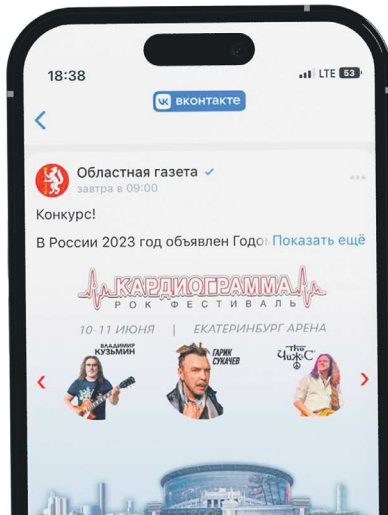 18:38
LTE 53
вконтакте
Областная газета
завтра в 09:00
Конкурс!
В России 2023 год объявлен Годо Показать ещё
КАРДИОГРАММА
РОК ФЕСТИВАЛЬ
10-11 ИЮНЯ | ЕКАТЕРИНБУРГ АРЕНА
ВЛАДИМИР
КУЗЬМИН
ГАРИК
СУКАЧЕВ
The
ЧиЖ&С°